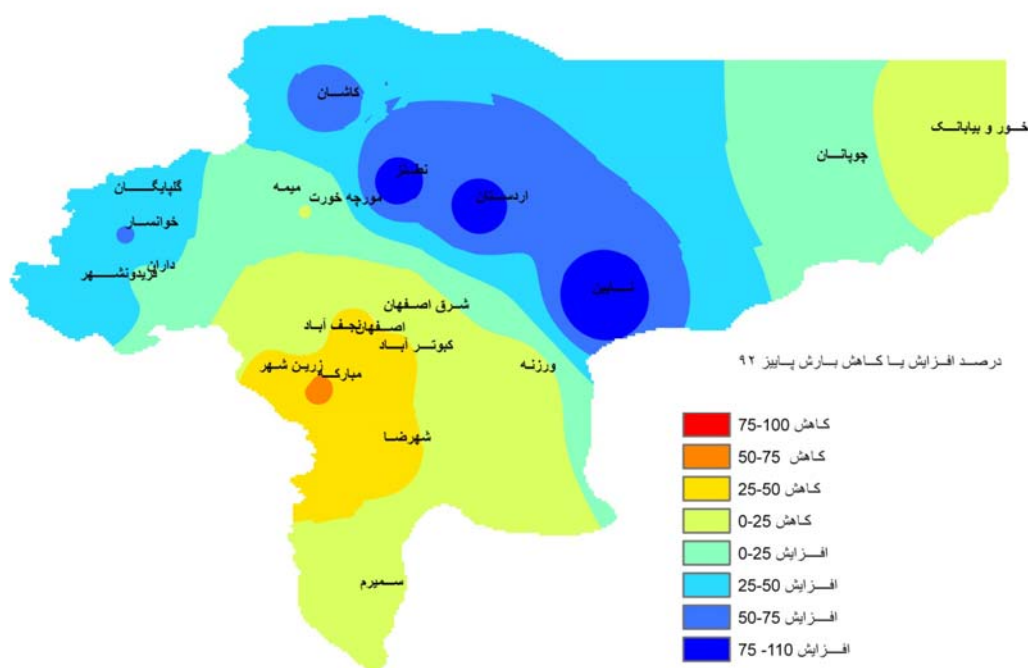 کاشان
خور و بیابانک
چوپانان
نطنز
گلپایگان
میمه
مورچه خورت
اردستان
خوانسار
داران
فریدونشهر
نایین
شرق اصفهان
نجف آباد
اصفهان
کبوتر آباد
ورزنه
زرین شهر
مبارکه
شهرضا
سمیرم
درصد افزایش یا کاهش بارش پاییز ۹۲
کاهش 75-100
کاهش 50-75
کاهش 25-50
کاهش 0-25
افزایش 0-25
افزایش 25-50
افزایش 50-75
افزایش 75 -110